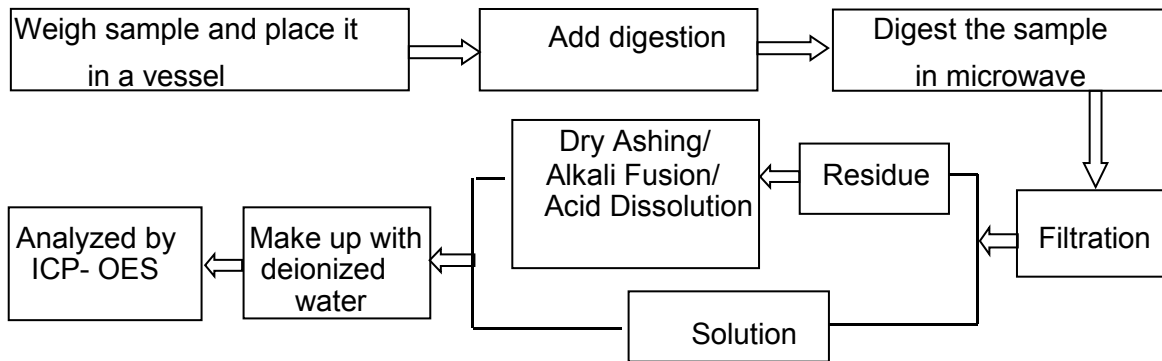 Weigh sample and place it
in a vessel
Add digestion
Digest the sample
in microwave
Dry Ashing/
Alkali Fusion/
Acid Dissolution
Residue
Filtration
Analyzed by
ICP- OES
Make up with
deionized
water
Solution